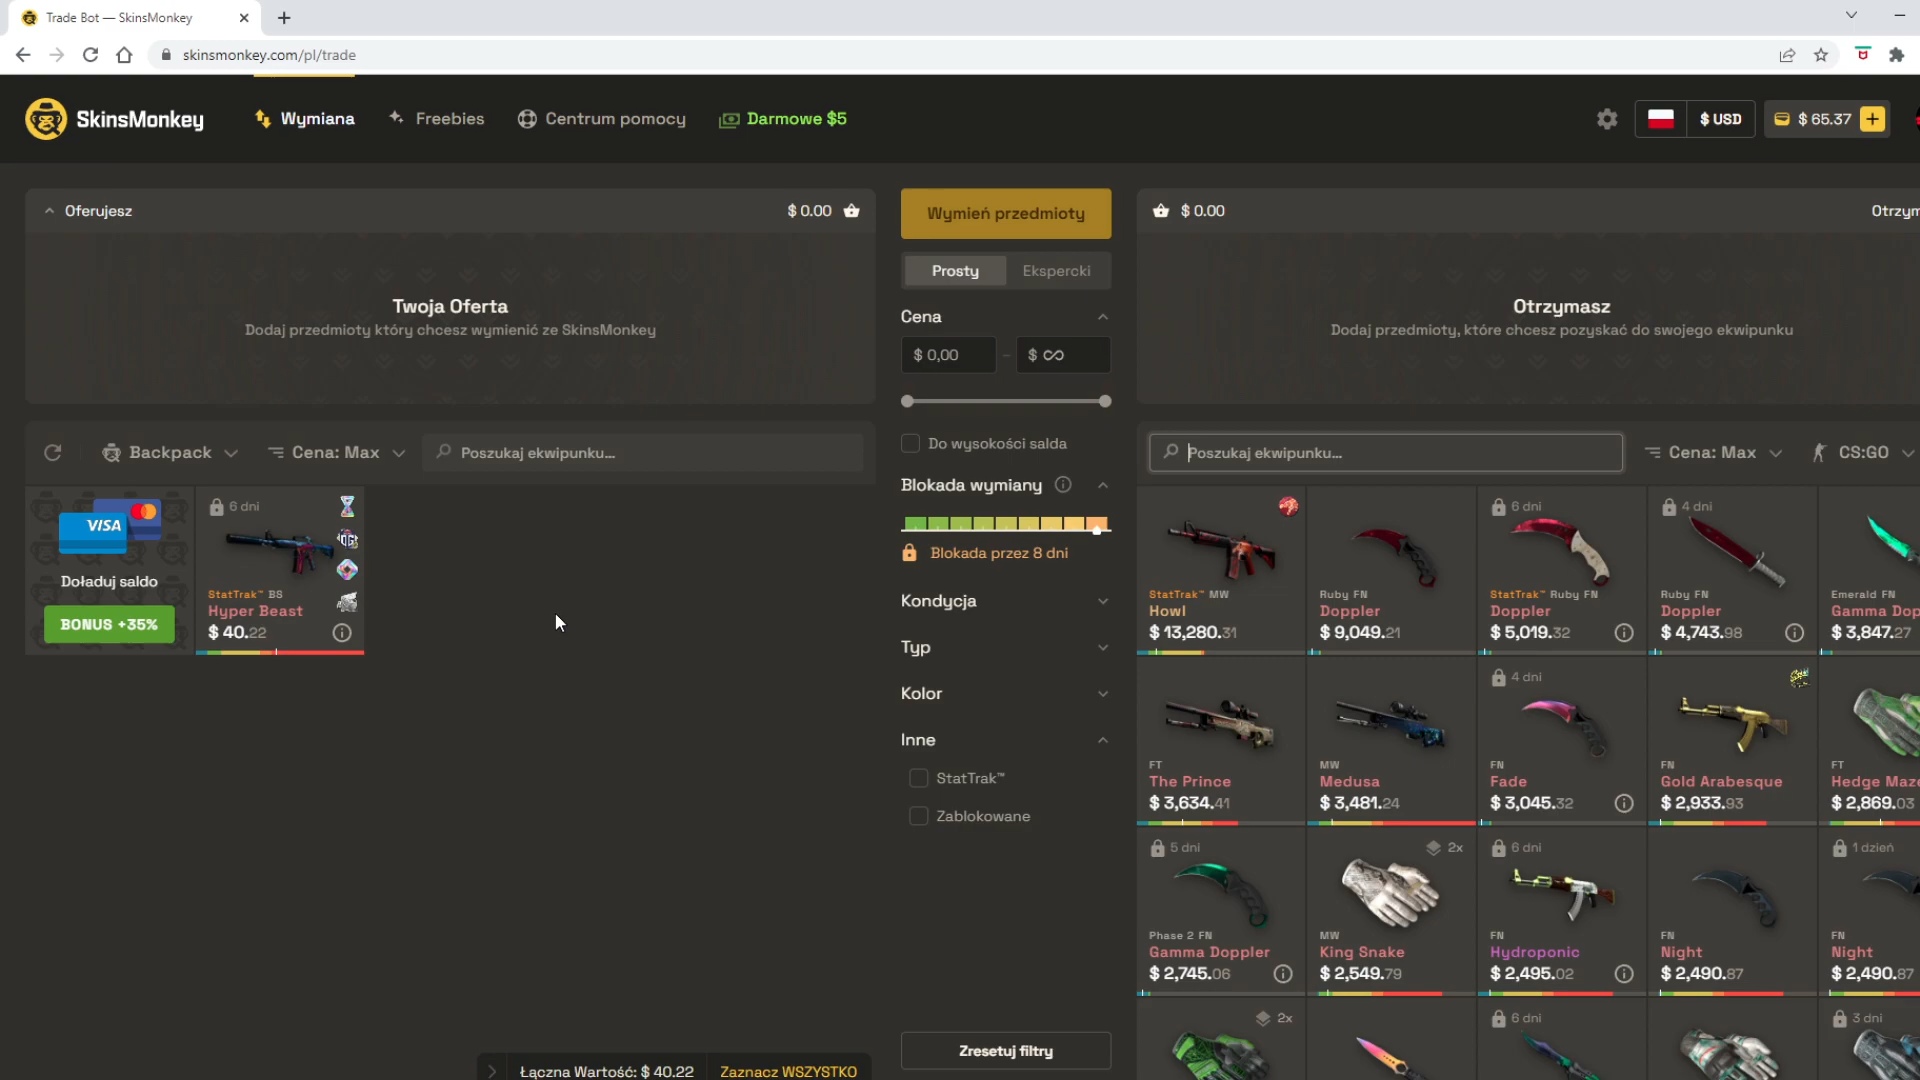 Trade Bot — SkinsMonkey
skinsmonkey.com/pl/trade
SkinsMonkey
Wymiana
Freebies
Centrum pomocy
Darmowe $5
$ USD
$ 65.37
Oferujesz
$ 0.00
Twoja Oferta
Dodaj przedmioty który chcesz wymienić ze SkinsMonkey
Backpack
Cena: Max
Poszukaj ekwipunku...
VISA
Doładuj saldo
BONUS +35%
6 dni
StatTrak™ BS
Hyper Beast
$ 40.22
Łączna Wartość: $ 40.22
Zaznacz WSZYSTKO
Wymień przedmioty
Prosty
Ekspercki
Cena
$ 0,00
–
$ ∞
Do wysokości salda
Blokada wymiany
Blokada przez 8 dni
Kondycja
Typ
Kolor
Inne
StatTrak™
Zablokowane
Zresetuj filtry
$ 0.00
Otrzym
Otrzymasz
Dodaj przedmioty, które chcesz pozyskać do swojego ekwipunku
Poszukaj ekwipunku...
Cena: Max
CS:GO
StatTrak™ MW
Howl
$ 13,280.31
Ruby FN
Doppler
$ 9,049.21
6 dni
StatTrak™ Ruby FN
Doppler
$ 5,019.32
4 dni
Ruby FN
Doppler
$ 4,743.98
Emerald FN
Gamma Dop
$ 3,847.27
FT
The Prince
$ 3,634.41
MW
Medusa
$ 3,481.24
4 dni
FN
Fade
$ 3,045.32
FN
Gold Arabesque
$ 2,933.93
FT
Hedge Maze
$ 2,869.03
5 dni
Phase 2 FN
Gamma Doppler
$ 2,745.06
2x
MW
King Snake
$ 2,549.79
6 dni
FN
Hydroponic
$ 2,495.02
FN
Night
$ 2,490.87
1 dzień
FN
Night
$ 2,490.87
2x
6 dni
3 dni